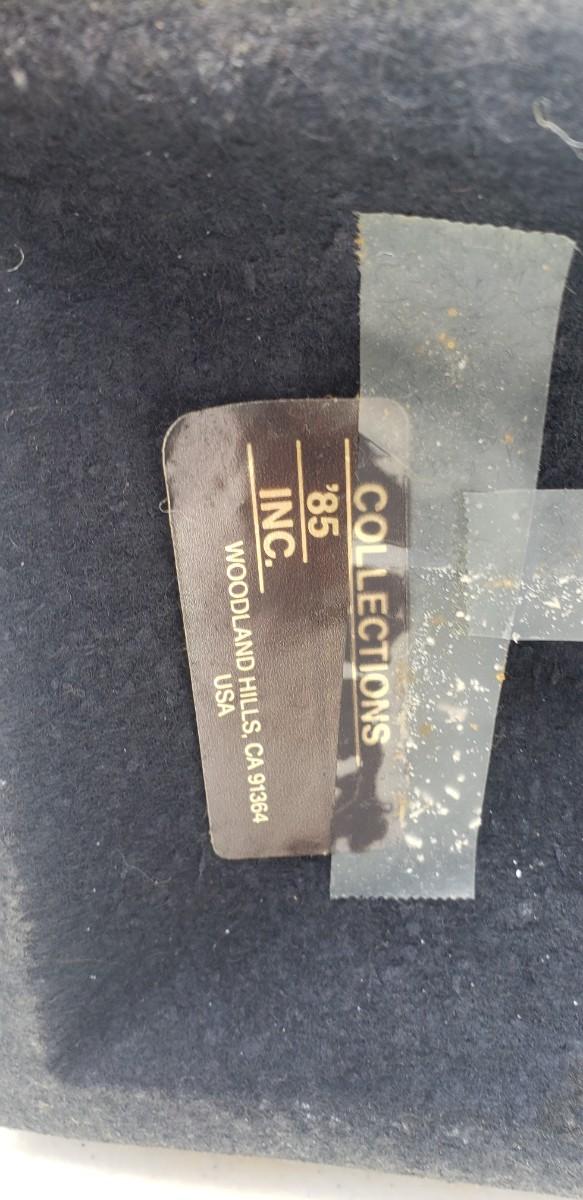 COLLECTIONS
'85
INC.
WOODLAND HILLS, CA 91364
USA